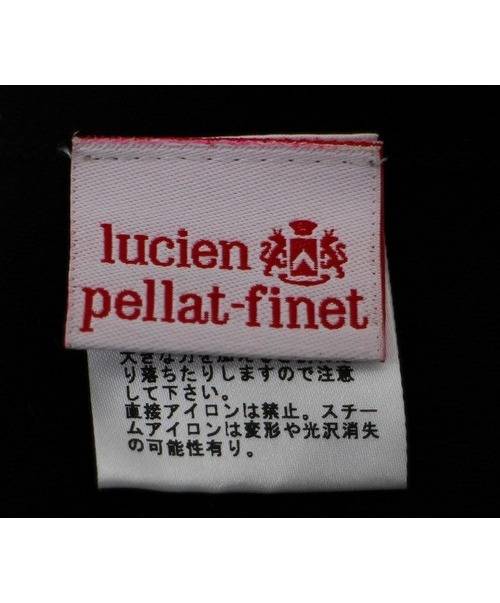 lucien
pellat-finet
り落ちたりしますので注意
して下さい。
直接アイロンは禁止。スチー
ムアイロンは変形や光沢消失
の可能性有り。